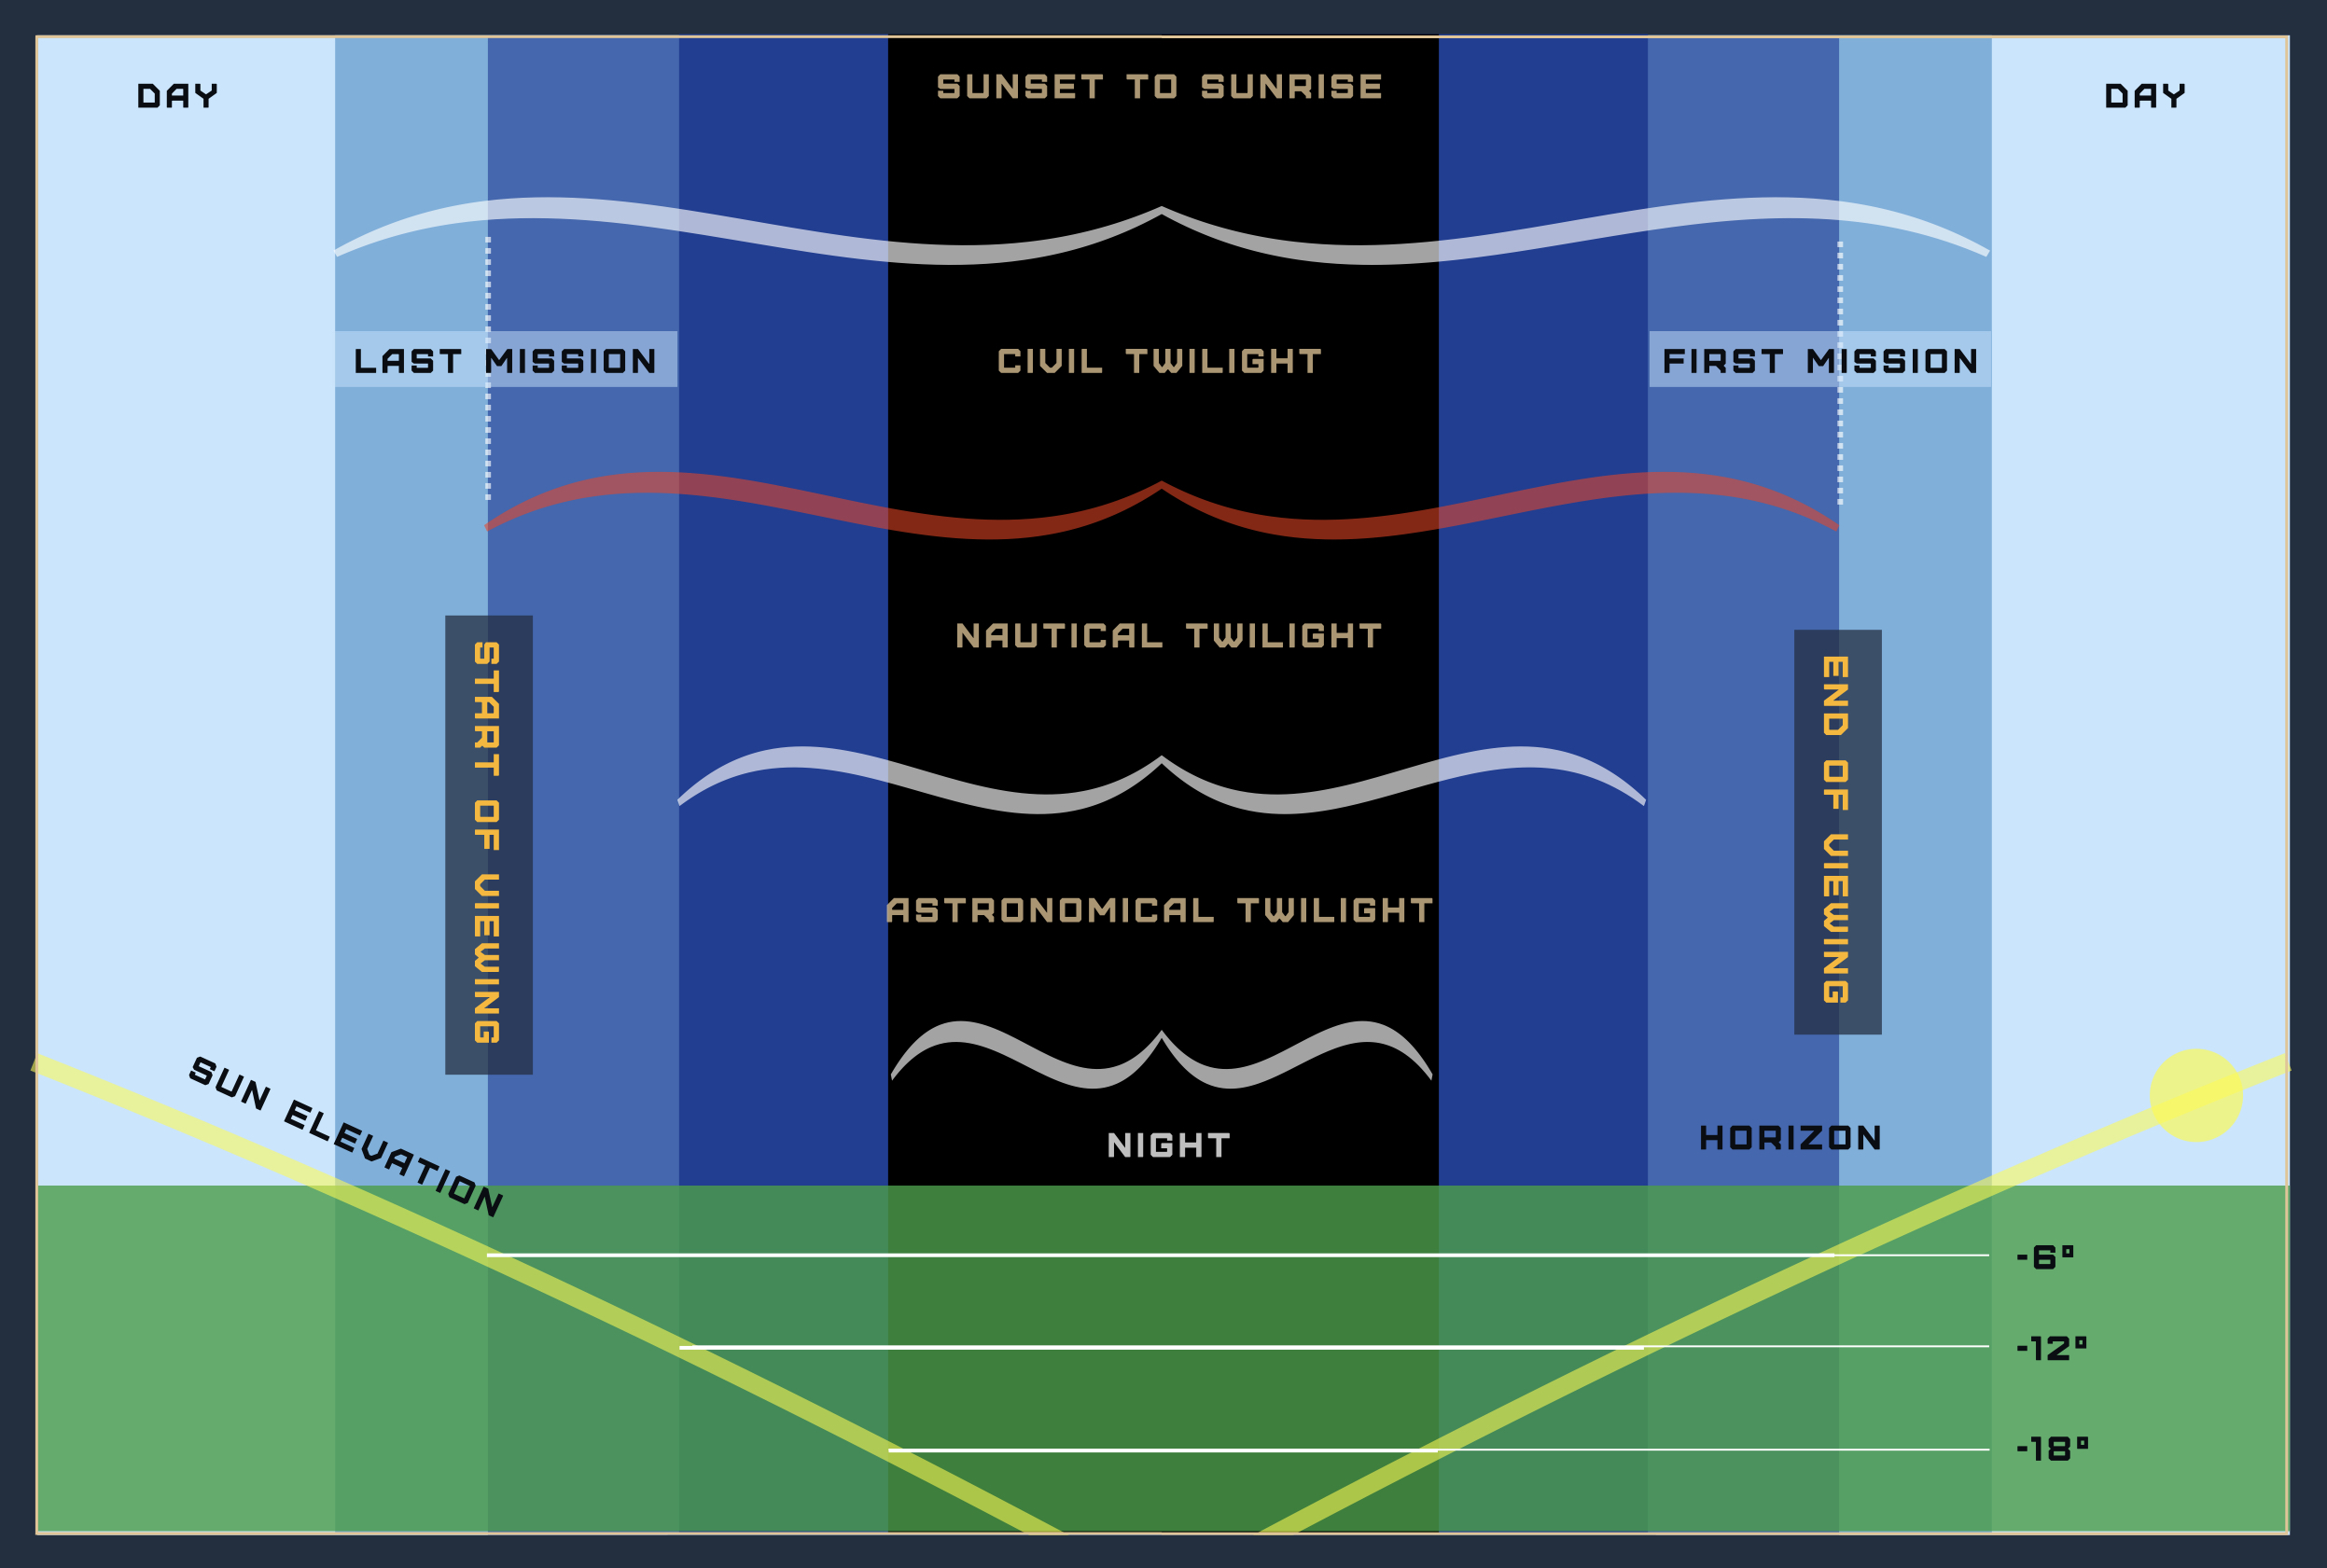 DAY
SUNSET TO SUNRISE
DAY
LAST MISSION
CIVIL TWILIGHT
FIRST MISSION
NAUTICAL TWILIGHT
START OF VIEWING
END OF VIEWING
ASTRONOMICAL TWILIGHT
SUN ELEVATION
NIGHT
HORIZON
-6°
-12°
-18°